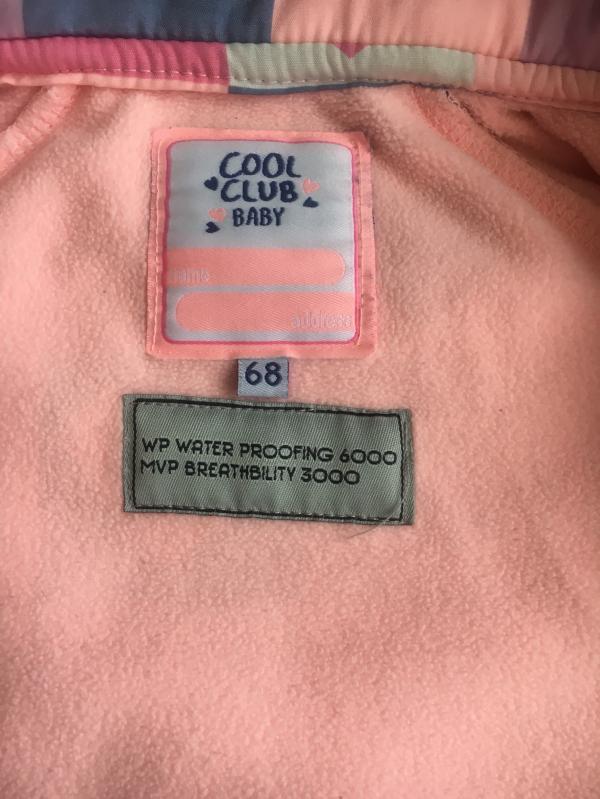 COOL
CLUB
BABY
name
address
68
WP WATER PROOFING 6000
MVP BREATHBILITY 3000